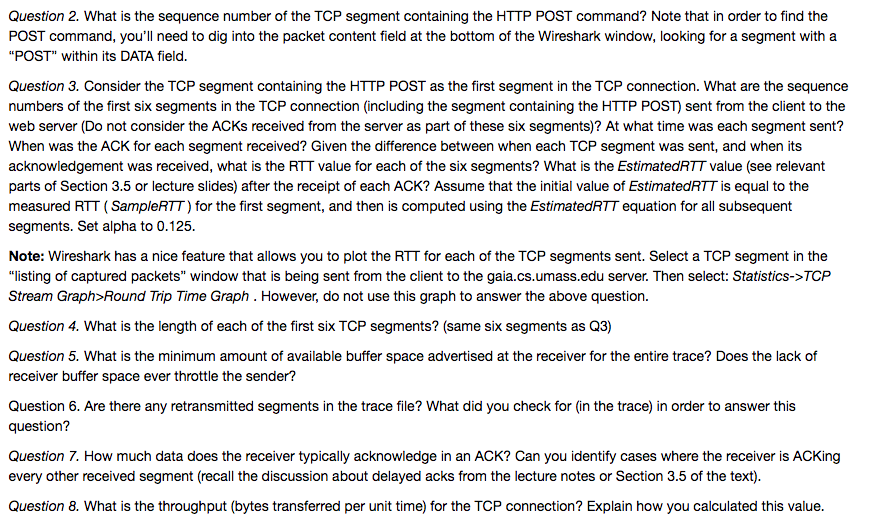 Question 2. What is the sequence number of the TCP segment containing the HTTP POST command? Note that in order to find the
POST command, you'll need to dig into the packet content field at the bottom of the Wireshark window, looking for a segment with a
"POST" within its DATA field.
Question 3. Consider the TCP segment containing the HTTP POST as the first segment in the TCP connection. What are the sequence
numbers of the first six segments in the TCP connection (including the segment containing the HTTP POST) sent from the client to the
web server (Do not consider the ACKs received from the server as part of these six segments)? At what time was each segment sent?
When was the ACK for each segment received? Given the difference between when each TCP segment was sent, and when its
acknowledgement was received, what is the RTT value for each of the six segments? What is the EstimatedRTT value (see relevant
parts of Section 3.5 or lecture slides) after the receipt of each ACK? Assume that the initial value of EstimatedRTT is equal to the
measured RTT ( SampleRTT ) for the first segment, and then is computed using the EstimatedRTT equation for all subsequent
segments. Set alpha to 0.125.
Note: Wireshark has a nice feature that allows you to plot the RTT for each of the TCP segments sent. Select a TCP segment in the
"listing of captured packets" window that is being sent from the client to the gaia.cs.umass.edu server. Then select: Statistics->TCP
Stream Graph>Round Trip Time Graph . However, do not use this graph to answer the above question.
Question 4. What is the length of each of the first six TCP segments? (same six segments as Q3)
Question 5. What is the minimum amount of available buffer space advertised at the receiver for the entire trace? Does the lack of
receiver buffer space ever throttle the sender?
Question 6. Are there any retransmitted segments in the trace file? What did you check for (in the trace) in order to answer this
question?
Question 7. How much data does the receiver typically acknowledge in an ACK? Can you identify cases where the receiver is ACKing
every other received segment (recall the discussion about delayed acks from the lecture notes or Section 3.5 of the text).
Question 8. What is the throughput (bytes transferred per unit time) for the TCP connection? Explain how you calculated this value.